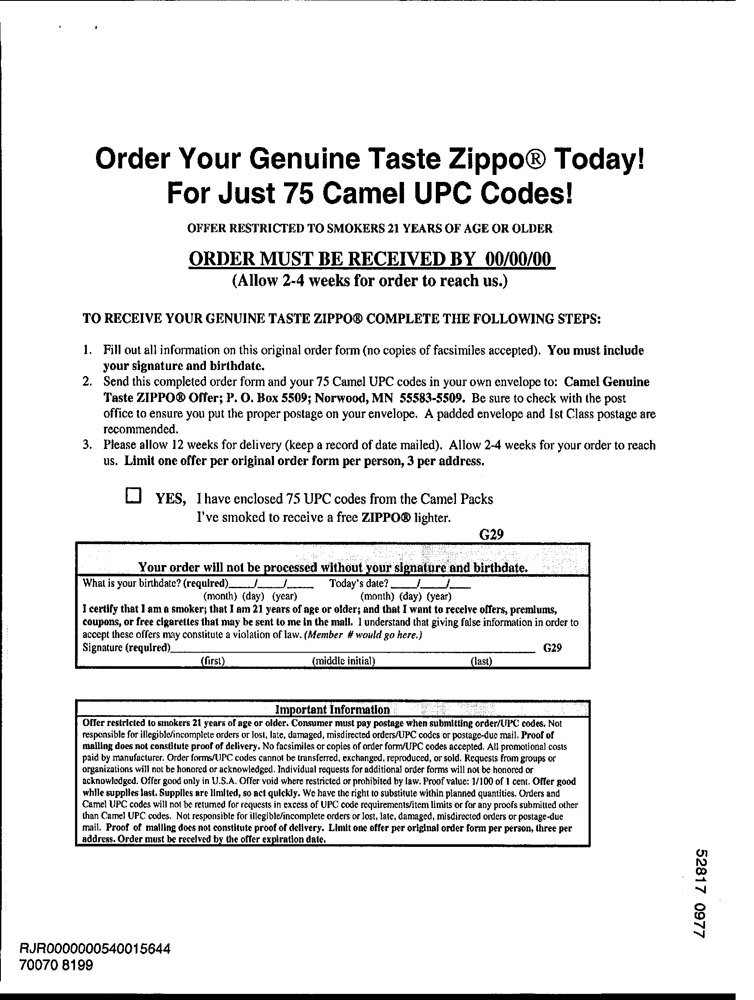 Order Your Genuine Taste Zippo® Today!
For Just 75 Camel UPC Codes!
OFFER RESTRICTED TO SMOKERS 21 YEARS OF AGE OR OLDER
ORDER MUST BE RECEIVED BY 00/00/00
(Allow 2-4 weeks for order to reach us.)
TO RECEIVE YOUR GENUINE TASTE ZIPPO® COMPLETE THE FOLLOWING STEPS:
1. Fill out all information on this original order form (no copies of facsimiles accepted). You must include
your signature and birthdate.
2. Send this completed order form and your 75 Camel UPC codes in your own envelope to: Camel Genuine
Taste ZIPPO® Offer; P. O. Box 5509; Norwood, MN 55583-5509. Be sure to check with the post
office to ensure you put the proper postage on your envelope. A padded envelope and 1st Class postage are
recommended.
3. Please allow 12 weeks for delivery (keep a record of date mailed). Allow 2-4 weeks for your order to reach
us. Limit one offer per original order form per person, 3 per address.
YES, I have enclosed 75 UPC codes from the Camel Packs
I've smoked to receive a free ZIPPO® lighter.
G29
Your order will not be processed without your signature and birthdate.
What is your birthdate? (required)_____/_____/_____ Today's date? _____/_____/_____
(month) (day) (year) (month) (day) (year)
I certify that I am a smoker; that I am 21 years of age or older; and that I want to receive offers, premiums,
coupons, or free cigarettes that may be sent to me in the mail. I understand that giving false information in order to
accept these offers may constitute a violation of law. (Member # would go here.)
Signature (required)_____ G29
(first) (middle initial) (last)
Important Information
Offer restricted to smokers 21 years of age or older. Consumer must pay postage when submitting order/UPC codes. Not
responsible for illegible/incomplete orders or lost, late, damaged, misdirected orders/UPC codes or postage-due mail. Proof of
mailing does not constitute proof of delivery. No facsimiles or copies of order form/UPC codes accepted. All promotional costs
paid by manufacturer. Order forms/UPC codes cannot be transferred, exchanged, reproduced, or sold. Requests from groups or
organizations will not be honored or acknowledged. Individual requests for additional order forms will not be honored or
acknowledged. Offer good only in U.S.A. Offer void where restricted or prohibited by law. Proof value: 1/100 of 1 cent. Offer good
while supplies last. Supplies are limited, so act quickly. We have the right to substitute within planned quantities. Orders and
Camel UPC codes will not be returned for requests in excess of UPC code requirements/item limits or for any proofs submitted other
than Camel UPC codes. Not responsible for illegible/incomplete orders or lost, late, damaged, misdirected orders or postage-due
mail. Proof of mailing does not constitute proof of delivery. Limit one offer per original order form per person, three per
address. Order must be received by the offer expiration date.
52817 0977
RJR0000000540015644
70070 8199